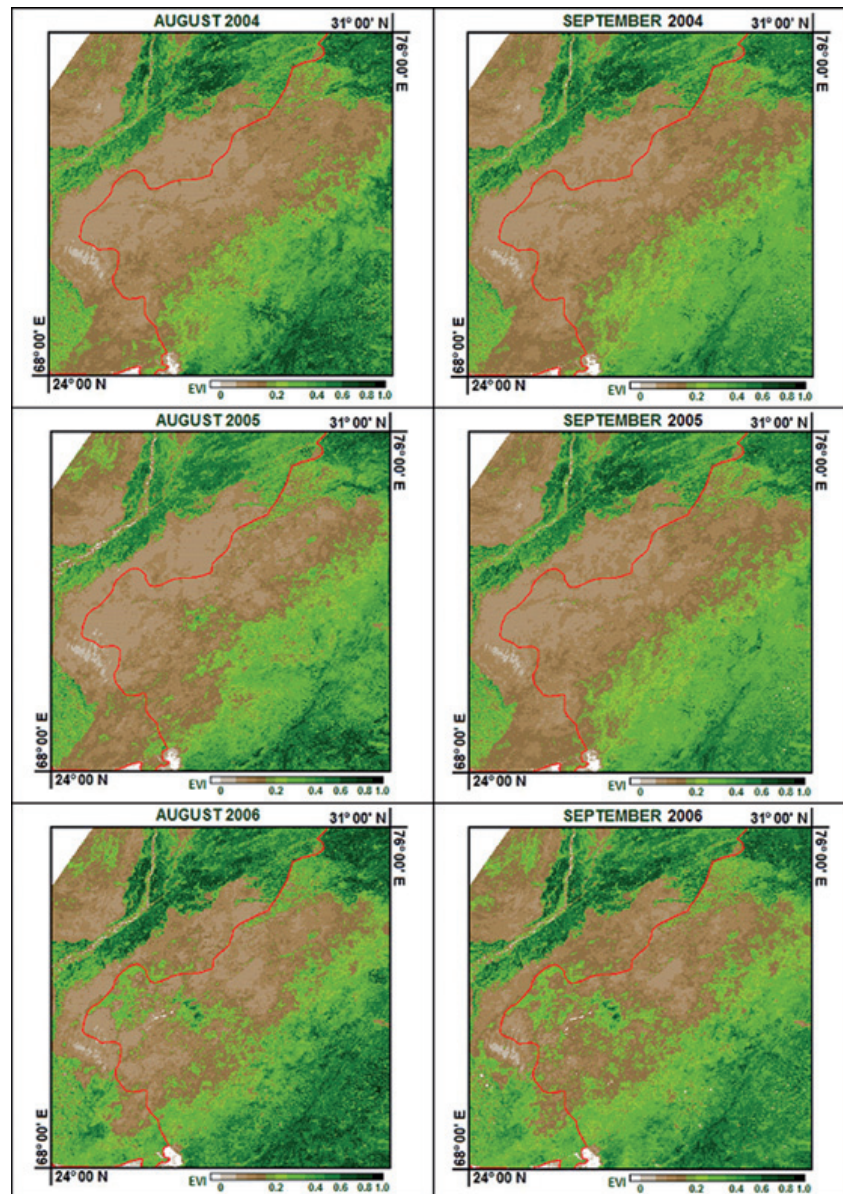 AUGUST 2004 31° 00' N
76° 00' E
68° 00' E
24° 00 N EVI 0 0.2 0.4 0.6 0.8 1.0
SEPTEMBER 2004 31° 00' N
76° 00' E
68° 00' E
24° 00 N EVI 0 0.2 0.4 0.6 0.8 1.0
AUGUST 2005 31° 00' N
76° 00' E
68° 00' E
24° 00 N EVI 0 0.2 0.4 0.6 0.8 1.0
SEPTEMBER 2005 31° 00' N
76° 00' E
68° 00' E
24° 00 N EVI 0 0.2 0.4 0.6 0.8 1.0
AUGUST 2006 31° 00' N
76° 00' E
68° 00' E
24° 00 N EVI 0 0.2 0.4 0.6 0.8 1.0
SEPTEMBER 2006 31° 00' N
76° 00' E
68° 00' E
24° 00 N EVI 0 0.2 0.4 0.6 0.8 1.0